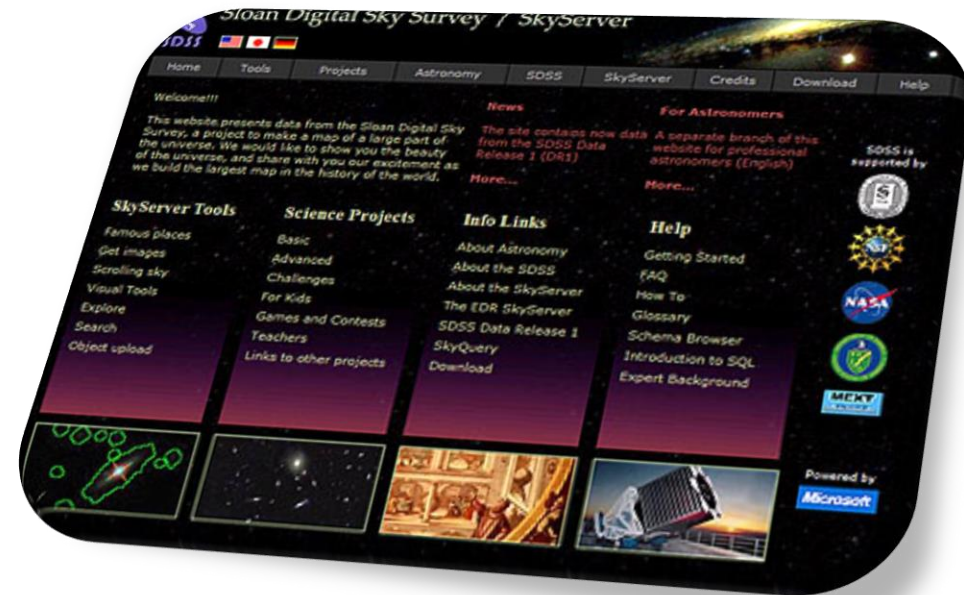 Sloan Digital Sky Survey / SkyServer
SDSS
Home Tools Projects Astronomy SDSS SkyServer Credits Download Help
Welcome!!!
This website presents data from the Sloan Digital Sky
Survey, a project to make a map of a large part of
the universe. We would like to show you the beauty
of the universe, and share with you our excitement as
we build the largest map in the history of the world.
News
The site contains now data
from the SDSS Data
Release 1 (DR1)
More...
For Astronomers
A separate branch of this
website for professional
astronomers (English)
More...
SDSS is
supported by
NSF
NASA
MEXT
Powered by
Microsoft
SkyServer Tools
Famous places
Get images
Scrolling sky
Visual Tools
Explore
Search
Object upload
Science Projects
Basic
Advanced
Challenges
For Kids
Games and Contests
Teachers
Links to other projects
Info Links
About Astronomy
About the SDSS
About the SkyServer
The EDR SkyServer
SDSS Data Release 1
SkyQuery
Download
Help
Getting Started
FAQ
How To
Glossary
Schema Browser
Introduction to SQL
Expert Background